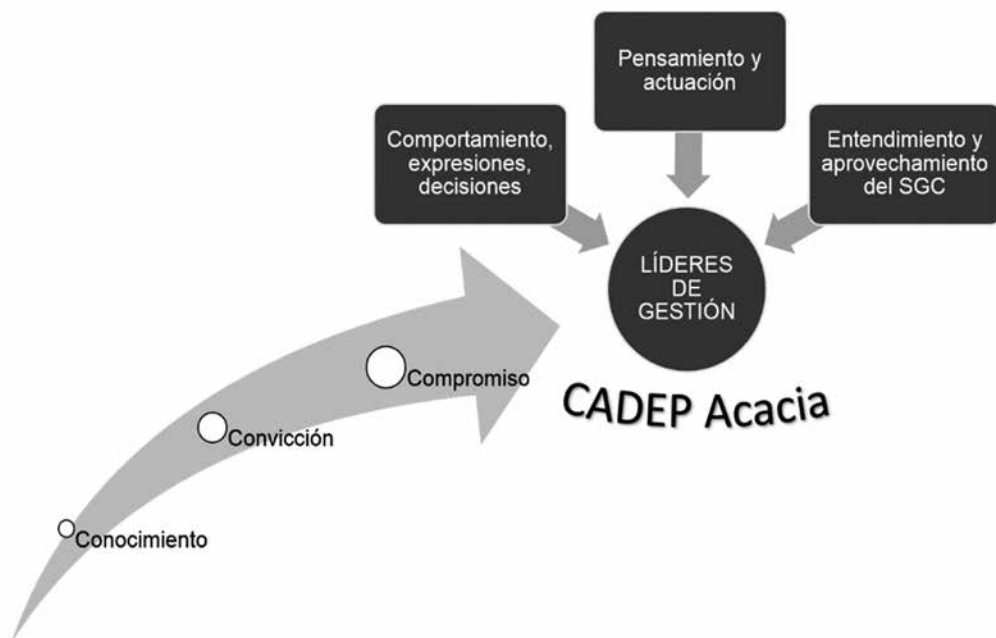 Pensamiento y
actuación
Comportamiento,
expresiones,
decisiones
Entendimiento y
aprovechamiento
del SGC
LÍDERES
DE
GESTIÓN
CADEP Acacia
Compromiso
Convicción
Conocimiento